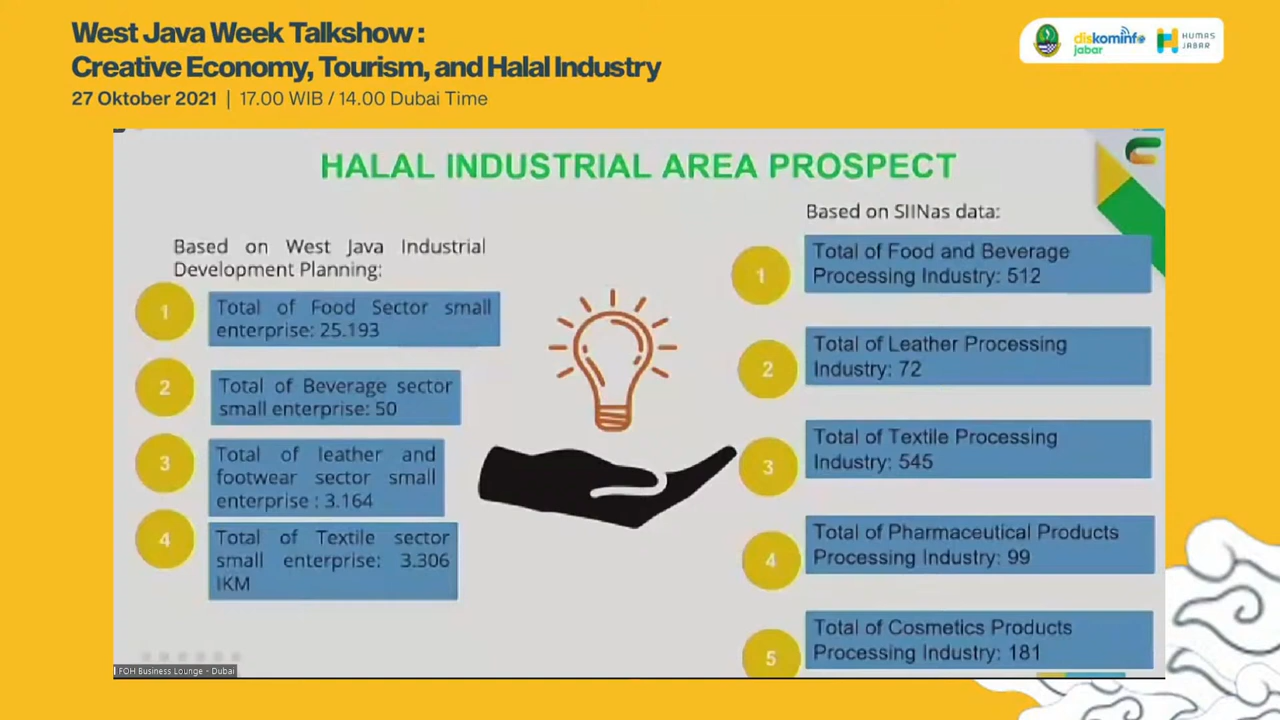 West Java Week Talkshow :
Creative Economy, Tourism, and Halal Industry
27 Oktober 2021 | 17.00 WIB / 14.00 Dubai Time
diskominfo
jabar
HUMAS
JABAR
HALAL INDUSTRIAL AREA PROSPECT
Based on West Java Industrial
Development Planning:
1
Total of Food Sector small
enterprise: 25.193
2
Total of Beverage sector
small enterprise: 50
3
Total of leather and
footwear sector small
enterprise : 3.164
4
Total of Textile sector
small enterprise: 3.306
IKM
Based on SIINas data:
1
Total of Food and Beverage
Processing Industry: 512
2
Total of Leather Processing
Industry: 72
3
Total of Textile Processing
Industry: 545
4
Total of Pharmaceutical Products
Processing Industry: 99
5
Total of Cosmetics Products
Processing Industry: 181
FOH Business Lounge - Dubai